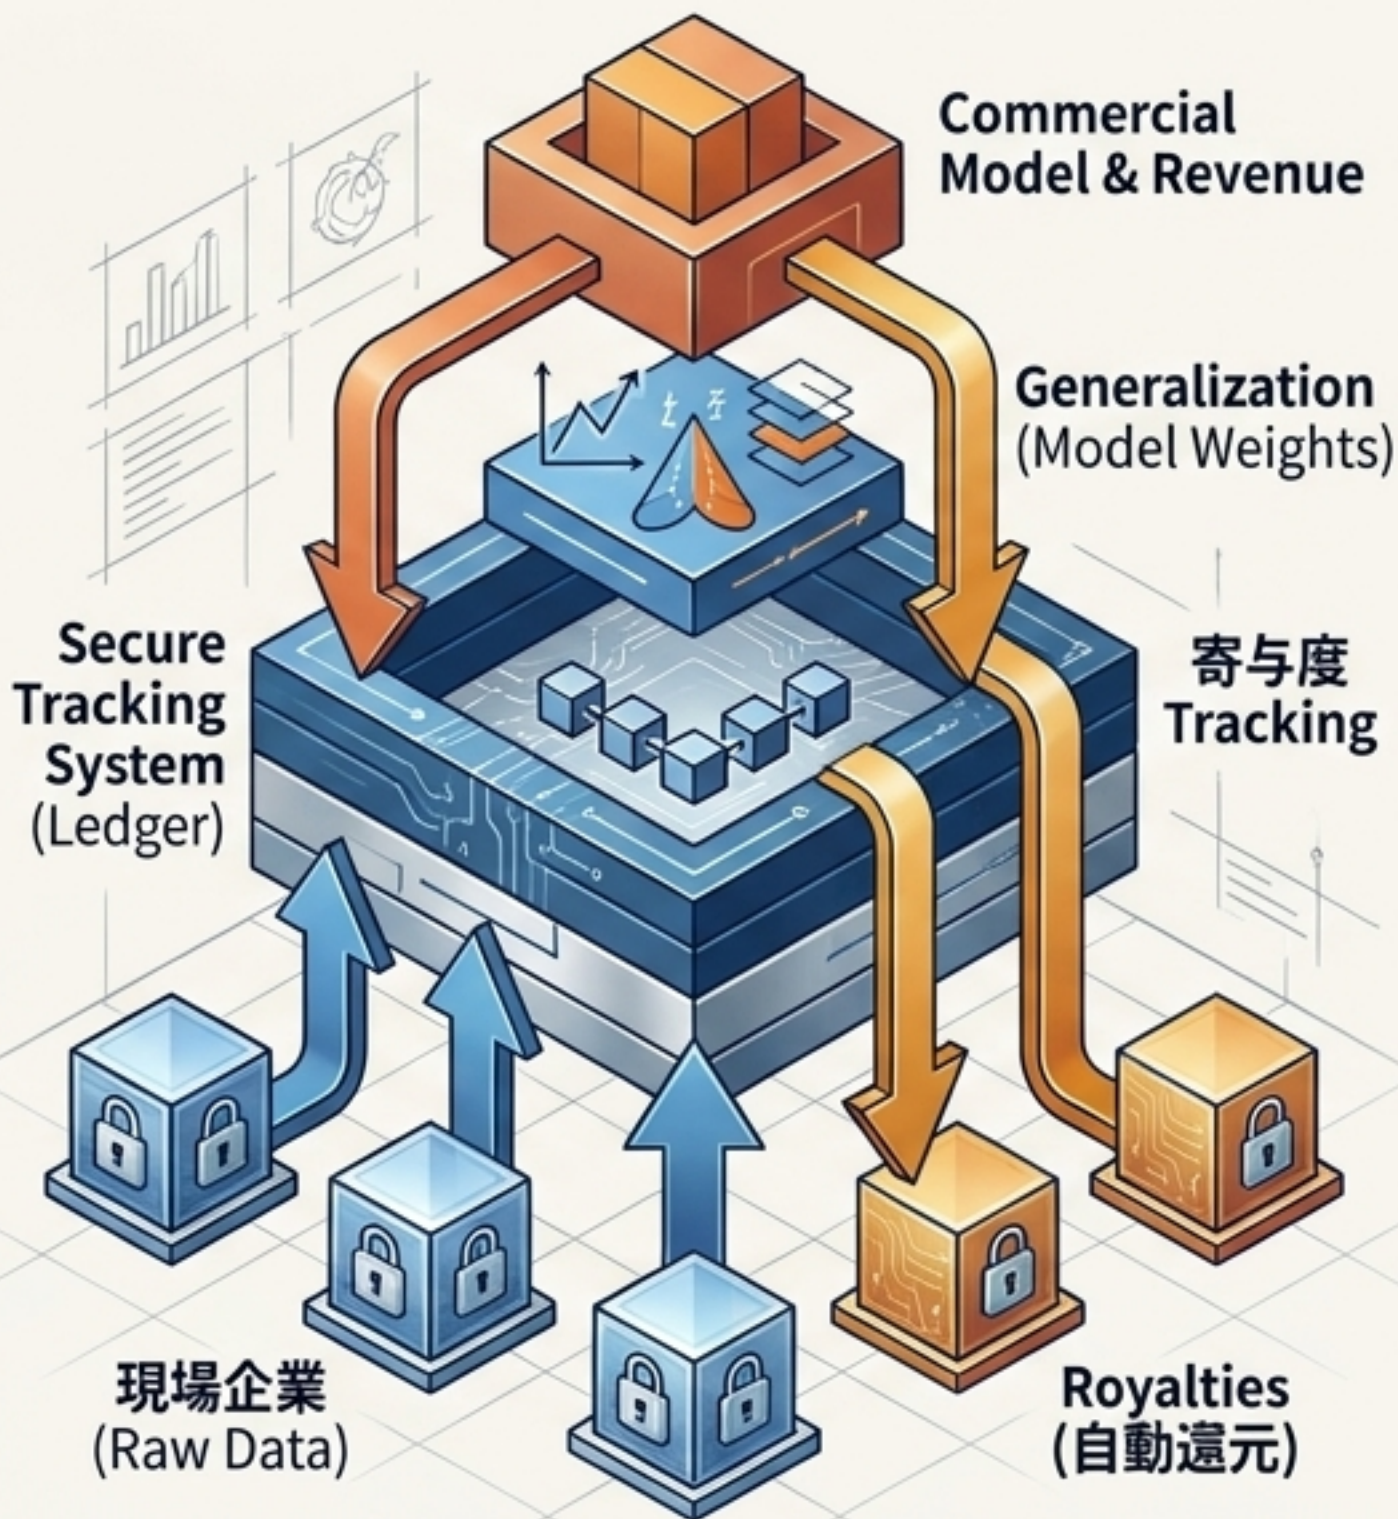 Commercial
Model & Revenue
Generalization
(Model Weights)
Secure
Tracking
System
(Ledger)
寄与度
Tracking
現場企業
(Raw Data)
Royalties
(自動還元)